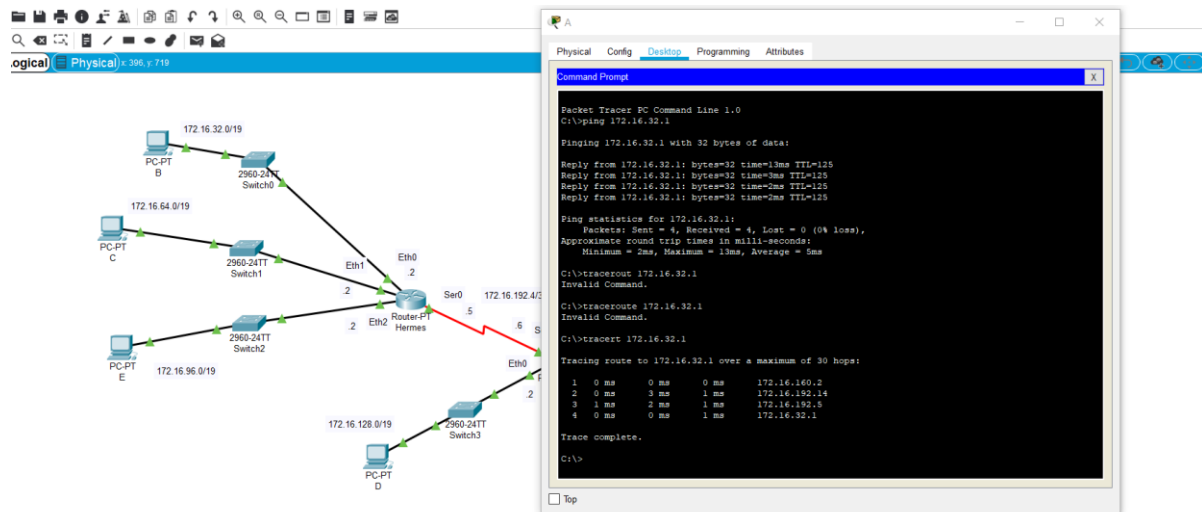 A
Physical Config Desktop Programming Attributes
Command Prompt
X
Packet Tracer PC Command Line 1.0
C:\>ping 172.16.32.1
Pinging 172.16.32.1 with 32 bytes of data:
Reply from 172.16.32.1: bytes=32 time=13ms TTL=125
Reply from 172.16.32.1: bytes=32 time=3ms TTL=125
Reply from 172.16.32.1: bytes=32 time=2ms TTL=125
Reply from 172.16.32.1: bytes=32 time=2ms TTL=125
Ping statistics for 172.16.32.1:
Packets: Sent = 4, Received = 4, Lost = 0 (0% loss),
Approximate round trip times in milli-seconds:
Minimum = 2ms, Maximum = 13ms, Average = 5ms
C:\>tracerout 172.16.32.1
Invalid Command.
C:\>traceroute 172.16.32.1
Invalid Command.
C:\>tracert 172.16.32.1
Tracing route to 172.16.32.1 over a maximum of 30 hops:
1 0 ms 0 ms 0 ms 172.16.160.2
2 0 ms 3 ms 1 ms 172.16.192.14
3 1 ms 2 ms 1 ms 172.16.192.5
4 0 ms 0 ms 1 ms 172.16.32.1
Trace complete.
C:\>
Top
Physical x: 396, y: 719
172.16.32.0/19
PC-PT
B
2960-24TT
Switch0
172.16.64.0/19
PC-PT
C
2960-24TT
Switch1
Eth1
Eth0
.2
.2
Ser0
172.16.192.4/3
.5
.6
S
Router-PT
Hermes
.2
Eth2
2960-24TT
Switch2
PC-PT
E
172.16.96.0/19
Eth0
.2
172.16.128.0/19
2960-24TT
Switch3
PC-PT
D